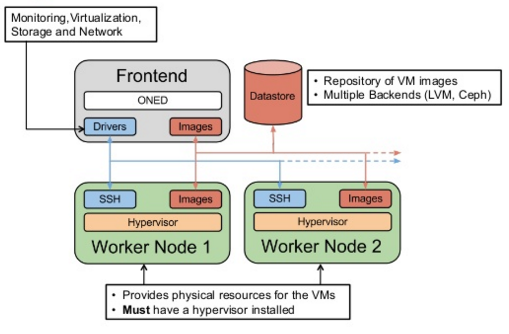 Monitoring,Virtualization,
Storage and Network
Frontend
ONED
Drivers
Images
Datastore
• Repository of VM images
• Multiple Backends (LVM, Ceph)
SSH
Images
Hypervisor
Worker Node 1
SSH
Images
Hypervisor
Worker Node 2
• Provides physical resources for the VMs
• Must have a hypervisor installed